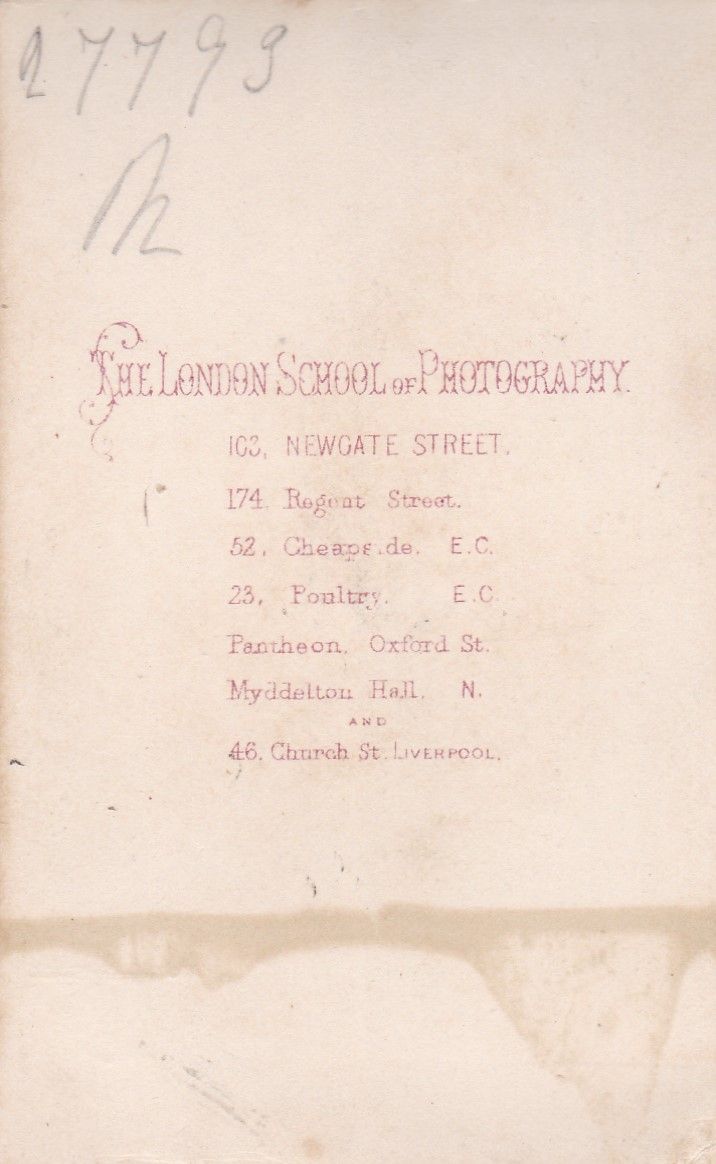 27793
THE LONDON SCHOOL OF PHOTOGRAPHY.
103, NEWGATE STREET.
174, Regent Street.
52, Cheapside, E.C.
23, Poultry, E.C.
Pantheon, Oxford St.
Myddelton Hall, N.
AND
46, Church St. LIVERPOOL.